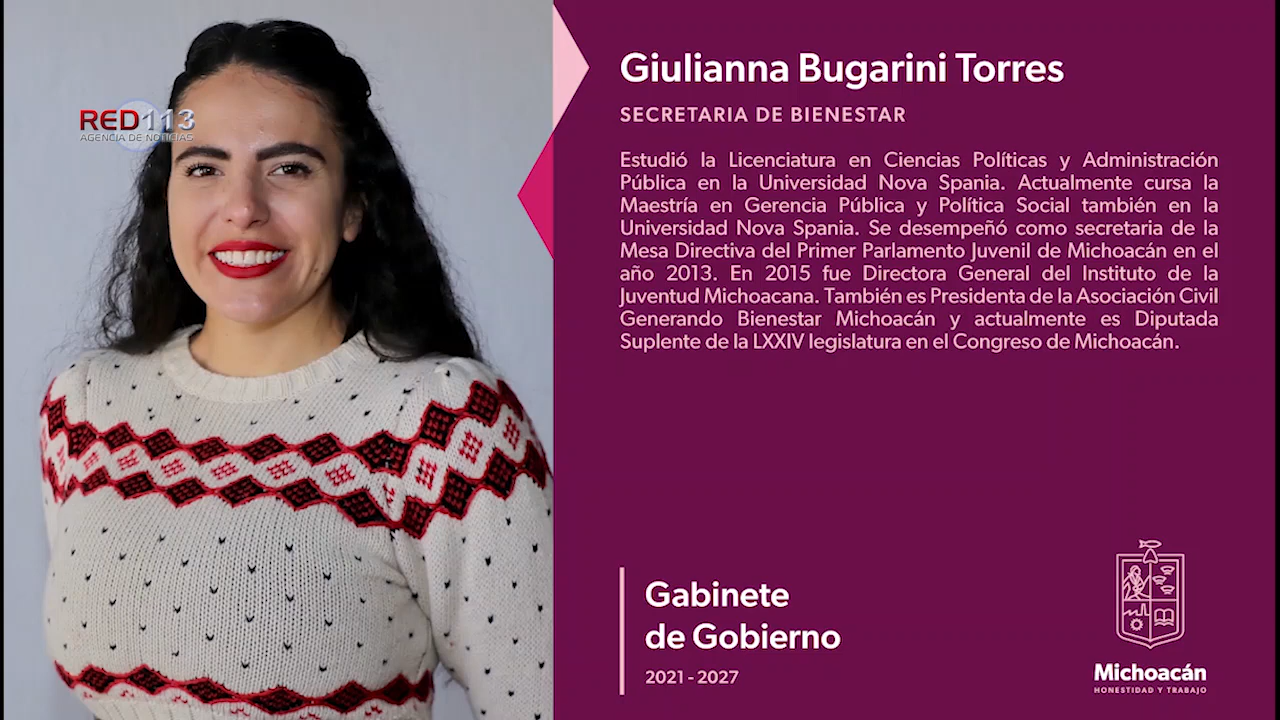 RED113
AGENCIA DE NOTICIAS
Giulianna Bugarini Torres
SECRETARIA DE BIENESTAR
Estudió la Licenciatura en Ciencias Políticas y Administración
Pública en la Universidad Nova Spania. Actualmente cursa la
Maestría en Gerencia Pública y Política Social también en la
Universidad Nova Spania. Se desempeñó como secretaria de la
Mesa Directiva del Primer Parlamento Juvenil de Michoacán en el
año 2013. En 2015 fue Directora General del Instituto de la
Juventud Michoacana. También es Presidenta de la Asociación Civil
Generando Bienestar Michoacán y actualmente es Diputada
Suplente de la LXXIV legislatura en el Congreso de Michoacán.
Gabinete
de Gobierno
2021 - 2027
Michoacán
HONESTIDAD Y TRABAJO